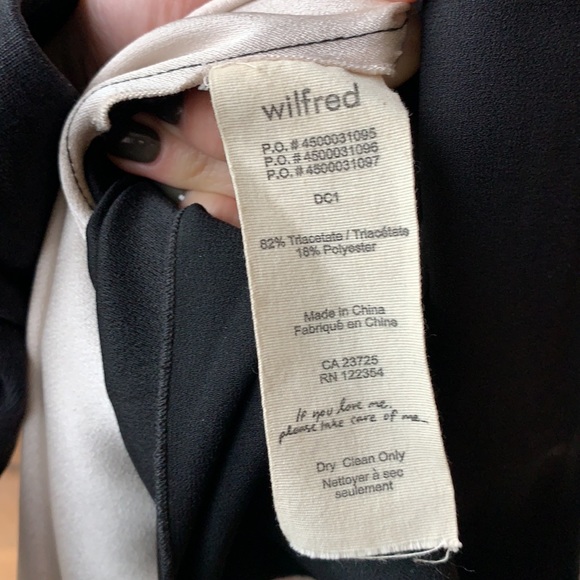 wilfred
P.O. # 4500031095
P.O. # 4500031096
P.O. # 4500031097
DC1
82% Triacetate / Triacétate
18% Polyester
Made in China
Fabriqué en Chine
CA 23725
RN 122354
If you love me,
please take care of me
Dry Clean Only
Nettoyer à sec
seulement